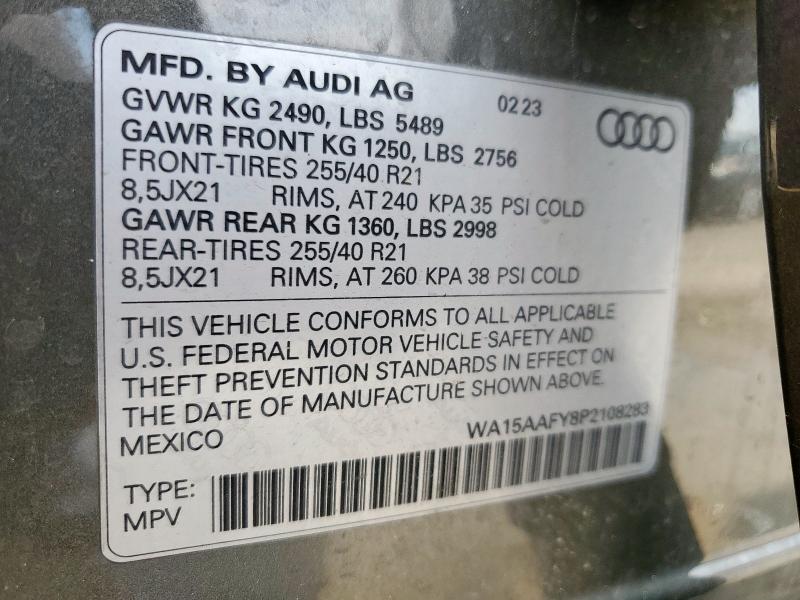 MFD. BY AUDI AG 02 23
GVWR KG 2490, LBS 5489
GAWR FRONT KG 1250, LBS 2756
FRONT-TIRES 255/40 R21
8,5JX21 RIMS, AT 240 KPA 35 PSI COLD
GAWR REAR KG 1360, LBS 2998
REAR-TIRES 255/40 R21
8,5JX21 RIMS, AT 260 KPA 38 PSI COLD
THIS VEHICLE CONFORMS TO ALL APPLICABLE
U.S. FEDERAL MOTOR VEHICLE SAFETY AND
THEFT PREVENTION STANDARDS IN EFFECT ON
THE DATE OF MANUFACTURE SHOWN ABOVE.
MEXICO WA15AAFY8P2108283
TYPE:
MPV